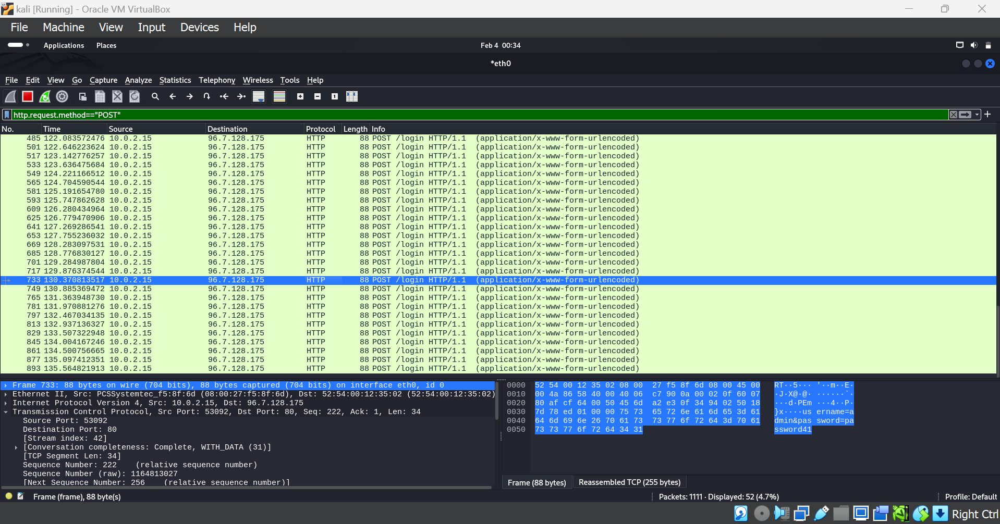 kali [Running] - Oracle VM VirtualBox
File Machine View Input Devices Help
Applications Places Feb 4 00:34
*eth0
File Edit View Go Capture Analyze Statistics Telephony Wireless Tools Help
http.request.method=="POST"
No. Time Source Destination Protocol Length Info
485 122.083572476 10.0.2.15 96.7.128.175 HTTP 88 POST /login HTTP/1.1 (application/x-www-form-urlencoded)
501 122.646223624 10.0.2.15 96.7.128.175 HTTP 88 POST /login HTTP/1.1 (application/x-www-form-urlencoded)
517 123.142776257 10.0.2.15 96.7.128.175 HTTP 88 POST /login HTTP/1.1 (application/x-www-form-urlencoded)
533 123.636475684 10.0.2.15 96.7.128.175 HTTP 88 POST /login HTTP/1.1 (application/x-www-form-urlencoded)
549 124.221166512 10.0.2.15 96.7.128.175 HTTP 88 POST /login HTTP/1.1 (application/x-www-form-urlencoded)
565 124.704590544 10.0.2.15 96.7.128.175 HTTP 88 POST /login HTTP/1.1 (application/x-www-form-urlencoded)
581 125.191654780 10.0.2.15 96.7.128.175 HTTP 88 POST /login HTTP/1.1 (application/x-www-form-urlencoded)
593 125.747862628 10.0.2.15 96.7.128.175 HTTP 88 POST /login HTTP/1.1 (application/x-www-form-urlencoded)
609 126.280434964 10.0.2.15 96.7.128.175 HTTP 88 POST /login HTTP/1.1 (application/x-www-form-urlencoded)
625 126.779470906 10.0.2.15 96.7.128.175 HTTP 88 POST /login HTTP/1.1 (application/x-www-form-urlencoded)
641 127.269286541 10.0.2.15 96.7.128.175 HTTP 88 POST /login HTTP/1.1 (application/x-www-form-urlencoded)
653 127.755236032 10.0.2.15 96.7.128.175 HTTP 88 POST /login HTTP/1.1 (application/x-www-form-urlencoded)
669 128.283097531 10.0.2.15 96.7.128.175 HTTP 88 POST /login HTTP/1.1 (application/x-www-form-urlencoded)
685 128.776830127 10.0.2.15 96.7.128.175 HTTP 88 POST /login HTTP/1.1 (application/x-www-form-urlencoded)
701 129.284987804 10.0.2.15 96.7.128.175 HTTP 88 POST /login HTTP/1.1 (application/x-www-form-urlencoded)
717 129.876374544 10.0.2.15 96.7.128.175 HTTP 88 POST /login HTTP/1.1 (application/x-www-form-urlencoded)
733 130.370813517 10.0.2.15 96.7.128.175 HTTP 88 POST /login HTTP/1.1 (application/x-www-form-urlencoded)
749 130.885369472 10.0.2.15 96.7.128.175 HTTP 88 POST /login HTTP/1.1 (application/x-www-form-urlencoded)
765 131.363948730 10.0.2.15 96.7.128.175 HTTP 88 POST /login HTTP/1.1 (application/x-www-form-urlencoded)
781 131.970881276 10.0.2.15 96.7.128.175 HTTP 88 POST /login HTTP/1.1 (application/x-www-form-urlencoded)
797 132.467034135 10.0.2.15 96.7.128.175 HTTP 88 POST /login HTTP/1.1 (application/x-www-form-urlencoded)
813 132.937136327 10.0.2.15 96.7.128.175 HTTP 88 POST /login HTTP/1.1 (application/x-www-form-urlencoded)
829 133.507322948 10.0.2.15 96.7.128.175 HTTP 88 POST /login HTTP/1.1 (application/x-www-form-urlencoded)
845 134.004167246 10.0.2.15 96.7.128.175 HTTP 88 POST /login HTTP/1.1 (application/x-www-form-urlencoded)
861 134.500756665 10.0.2.15 96.7.128.175 HTTP 88 POST /login HTTP/1.1 (application/x-www-form-urlencoded)
877 135.097412351 10.0.2.15 96.7.128.175 HTTP 88 POST /login HTTP/1.1 (application/x-www-form-urlencoded)
893 135.564821913 10.0.2.15 96.7.128.175 HTTP 88 POST /login HTTP/1.1 (application/x-www-form-urlencoded)
Frame 733: 88 bytes on wire (704 bits), 88 bytes captured (704 bits) on interface eth0, id 0
Ethernet II, Src: PCSSystemtec_f5:8f:6d (08:00:27:f5:8f:6d), Dst: 52:54:00:12:35:02 (52:54:00:12:35:02)
Internet Protocol Version 4, Src: 10.0.2.15, Dst: 96.7.128.175
Transmission Control Protocol, Src Port: 53092, Dst Port: 80, Seq: 222, Ack: 1, Len: 34
Source Port: 53092
Destination Port: 80
[Stream index: 42]
[Conversation completeness: Complete, WITH_DATA (31)]
[TCP Segment Len: 34]
Sequence Number: 222 (relative sequence number)
Sequence Number (raw): 1164813027
[Next Sequence Number: 256 (relative sequence number)]
0000 52 54 00 12 35 02 08 00 27 f5 8f 6d 08 00 45 00 RT··5··· '··m··E·
0010 00 4a 86 58 40 00 40 06 c7 90 0a 00 02 0f 60 07 ·J·X@·@· ······`·
0020 80 af cf 64 00 50 45 6d a2 e3 0f 34 94 02 50 18 ···d·PEm ···4··P·
0030 7d 78 ed 01 00 00 75 73 65 72 6e 61 6d 65 3d 61 }x····us ername=a
0040 64 6d 69 6e 26 70 61 73 73 77 6f 72 64 3d 70 61 dmin&pas sword=pa
0050 73 73 77 6f 72 64 34 31 ssword41
Frame (88 bytes) Reassembled TCP (255 bytes)
Frame (frame), 88 byte(s) Packets: 1111 · Displayed: 52 (4.7%) Profile: Default
Right Ctrl